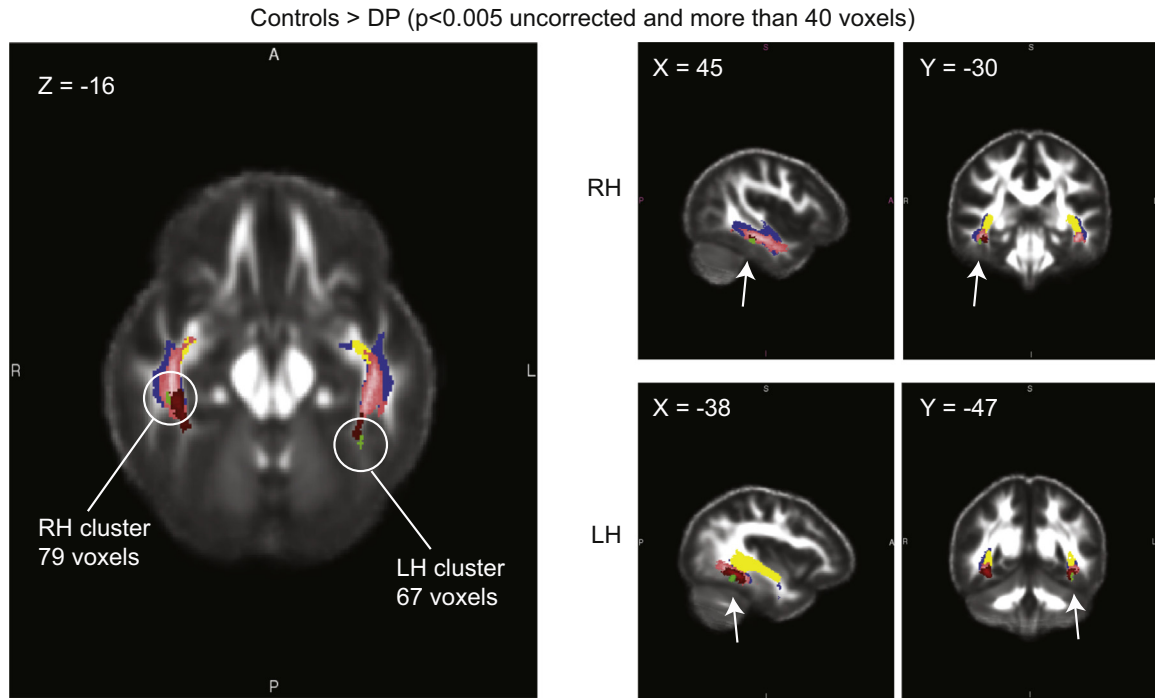 Controls > DP (p<0.005 uncorrected and more than 40 voxels)
A
Z = -16
R
L
RH cluster
79 voxels
LH cluster
67 voxels
P
RH
S
X = 45
P
A
I
S
Y = -30
R
L
I
LH
S
X = -38
P
A
I
S
Y = -47
R
L
I